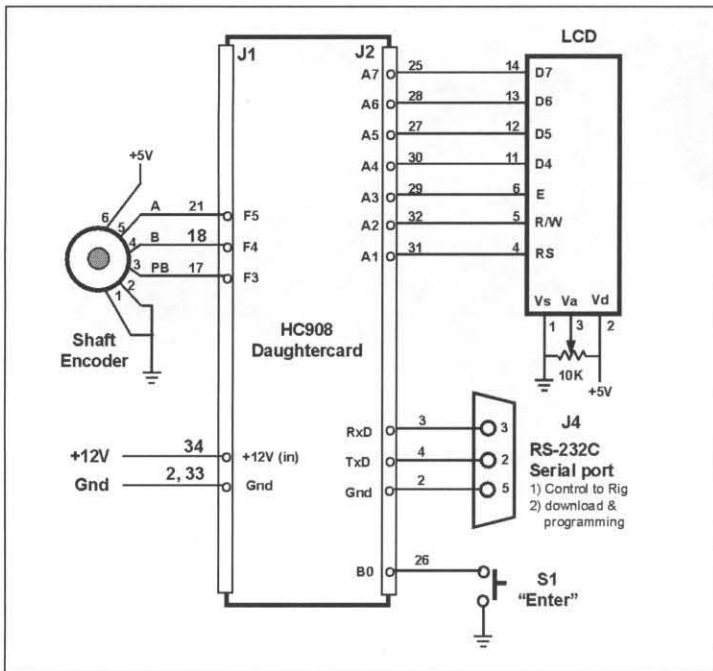 J1
J2
LCD
A7 25 14 D7
A6 28 13 D6
A5 27 12 D5
A4 30 11 D4
A3 29 6 E
A2 32 5 R/W
A1 31 4 RS
Vs Va Vd
1 3 2
10K
+5V
+5V
6
5 A 21 F5
4 B 18 F4
3 PB 17 F3
1 2
Shaft
Encoder
HC908
Daughtercard
+12V 34 +12V (in)
Gnd 2, 33 Gnd
RxD 3 3
TxD 4 2
Gnd 2 5
J4
RS-232C
Serial port
1) Control to Rig
2) download &
programming
B0 26
S1
"Enter"